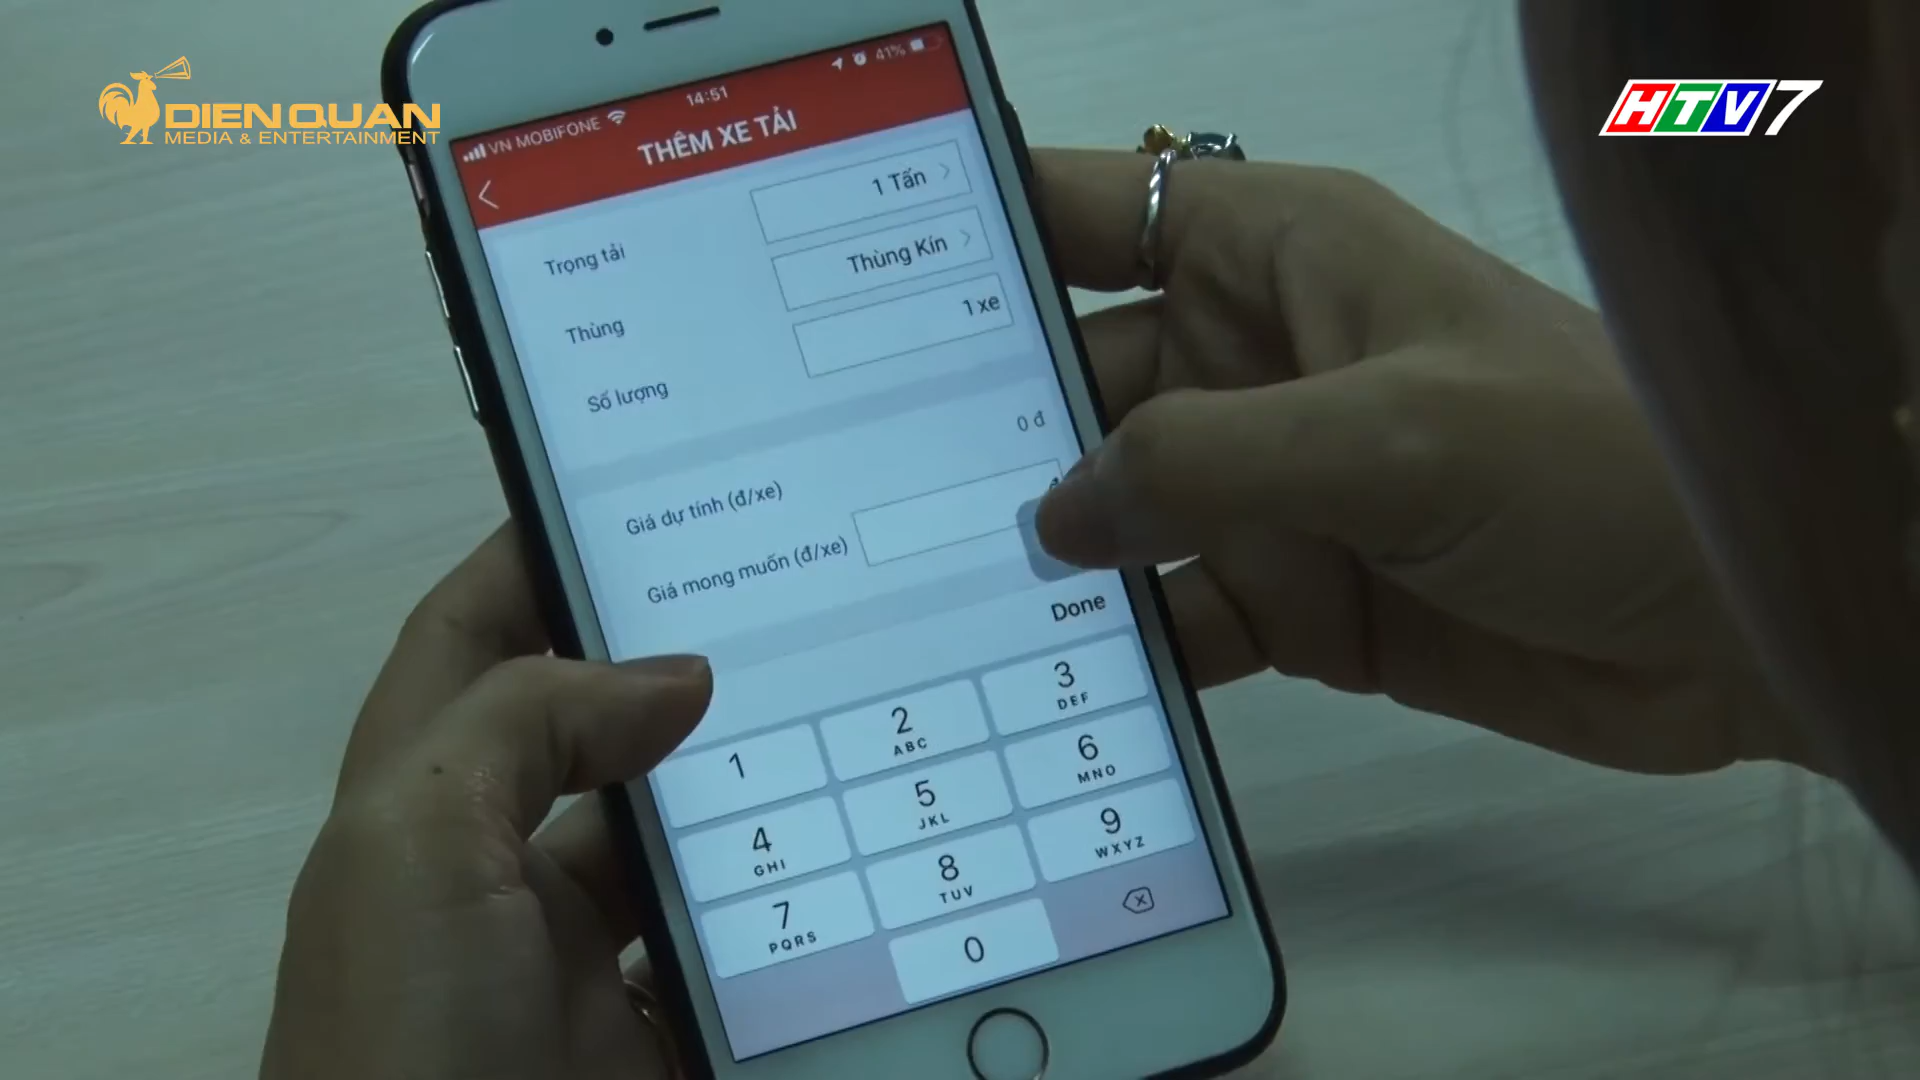 DIEN QUAN
MEDIA & ENTERTAINMENT
HTV7
VN MOBIFONE 14:51 41%
THÊM XE TẢI
Trọng tải 1 Tấn
Thùng Thùng Kín
Số lượng 1 xe
Giá dự tính (đ/xe) 0 đ
Giá mong muốn (đ/xe) đ
Done
1
2 ABC
3 DEF
4 GHI
5 JKL
6 MNO
7 PQRS
8 TUV
9 WXYZ
0